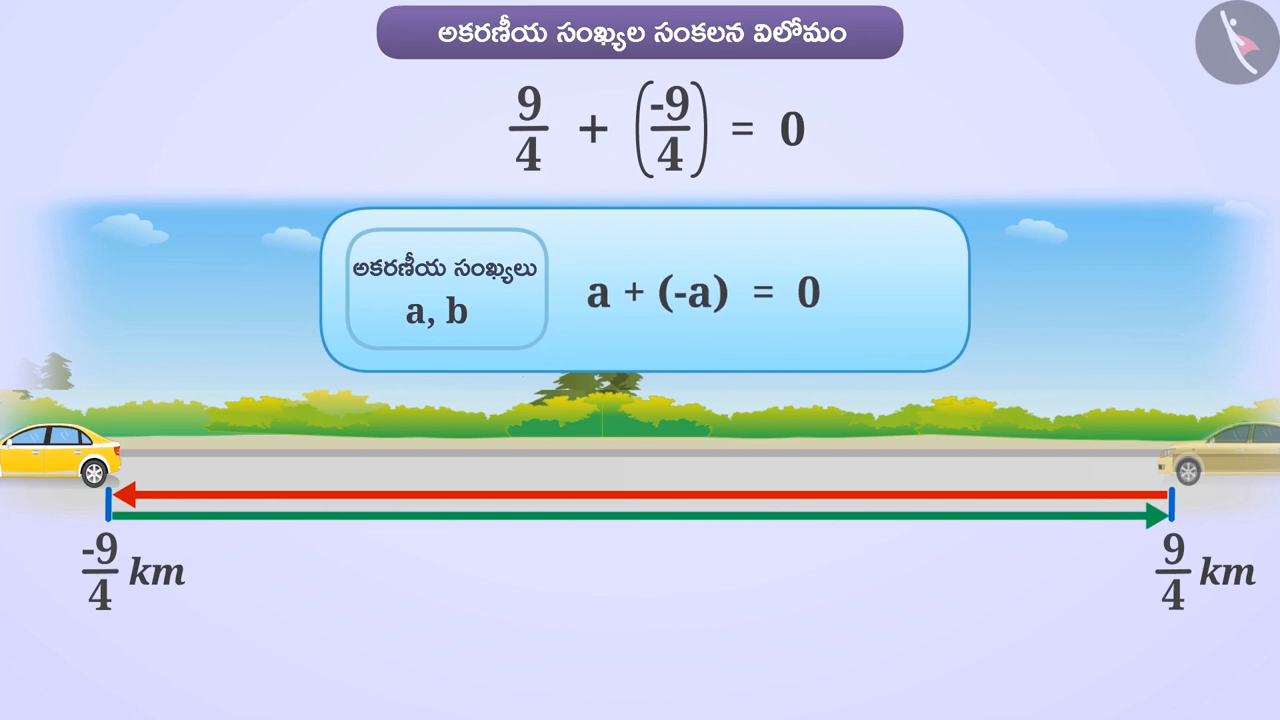 అకరణీయ సంఖ్యల సంకలన విలోమం
9/4 + (-9/4) = 0
అకరణీయ సంఖ్యలు
a, b
a + (-a) = 0
-9/4 km
9/4 km